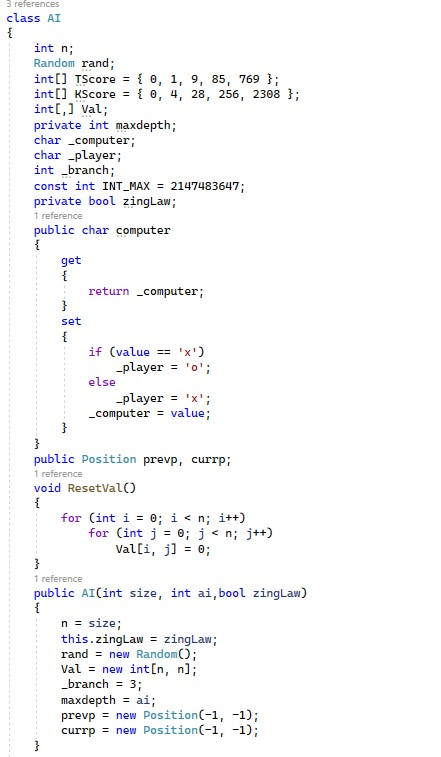 3 references
class AI
{
int n;
Random rand;
int[] TScore = { 0, 1, 9, 85, 769 };
int[] KScore = { 0, 4, 28, 256, 2308 };
int[,] Val;
private int maxdepth;
char _computer;
char _player;
int _branch;
const int INT_MAX = 2147483647;
private bool zingLaw;
1 reference
public char computer
{
get
{
return _computer;
}
set
{
if (value == 'x')
_player = 'o';
else
_player = 'x';
_computer = value;
}
}
public Position prevp, currp;
1 reference
void ResetVal()
{
for (int i = 0; i < n; i++)
for (int j = 0; j < n; j++)
Val[i, j] = 0;
}
1 reference
public AI(int size, int ai,bool zingLaw)
{
n = size;
this.zingLaw = zingLaw;
rand = new Random();
Val = new int[n, n];
_branch = 3;
maxdepth = ai;
prevp = new Position(-1, -1);
currp = new Position(-1, -1);
}